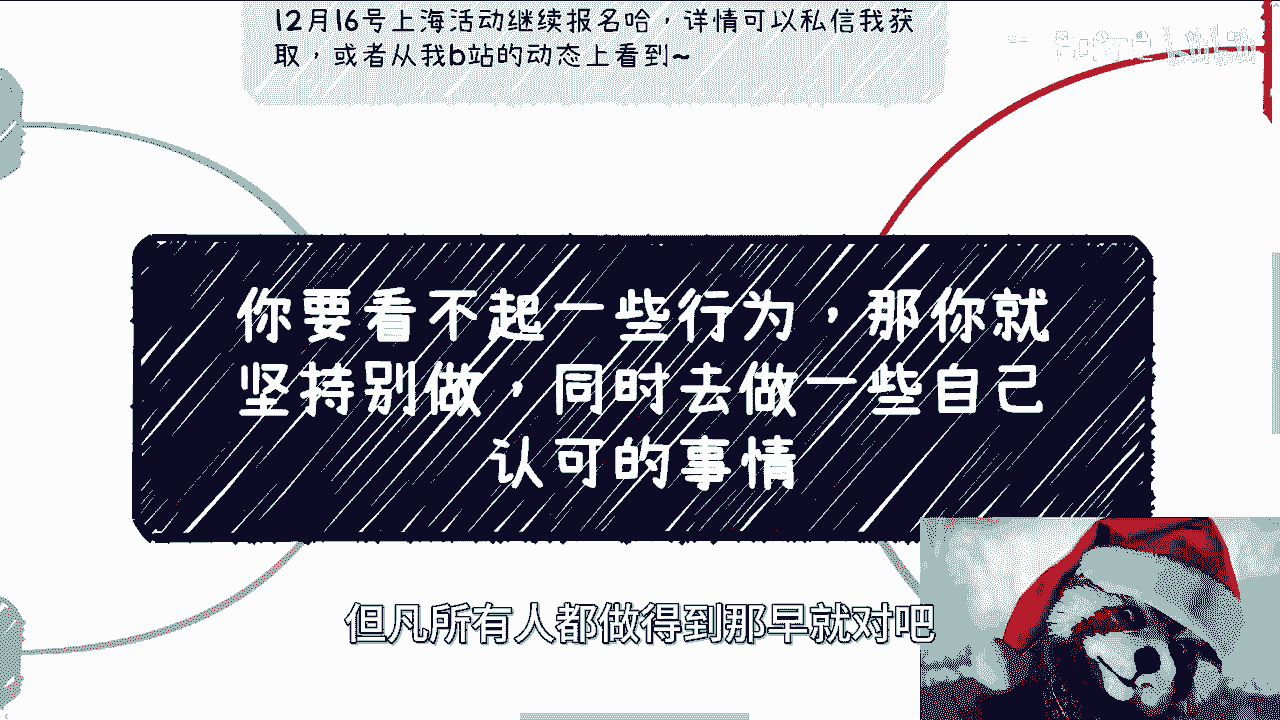 12月16号上海活动继续报名哈，详情可以私信我获
取，或者从我b站的动态上看到~
你要看不起一些行为，那你就
坚持别做，同时去做一些自己
认可的事情
但凡所有人都做得到那早就对吧